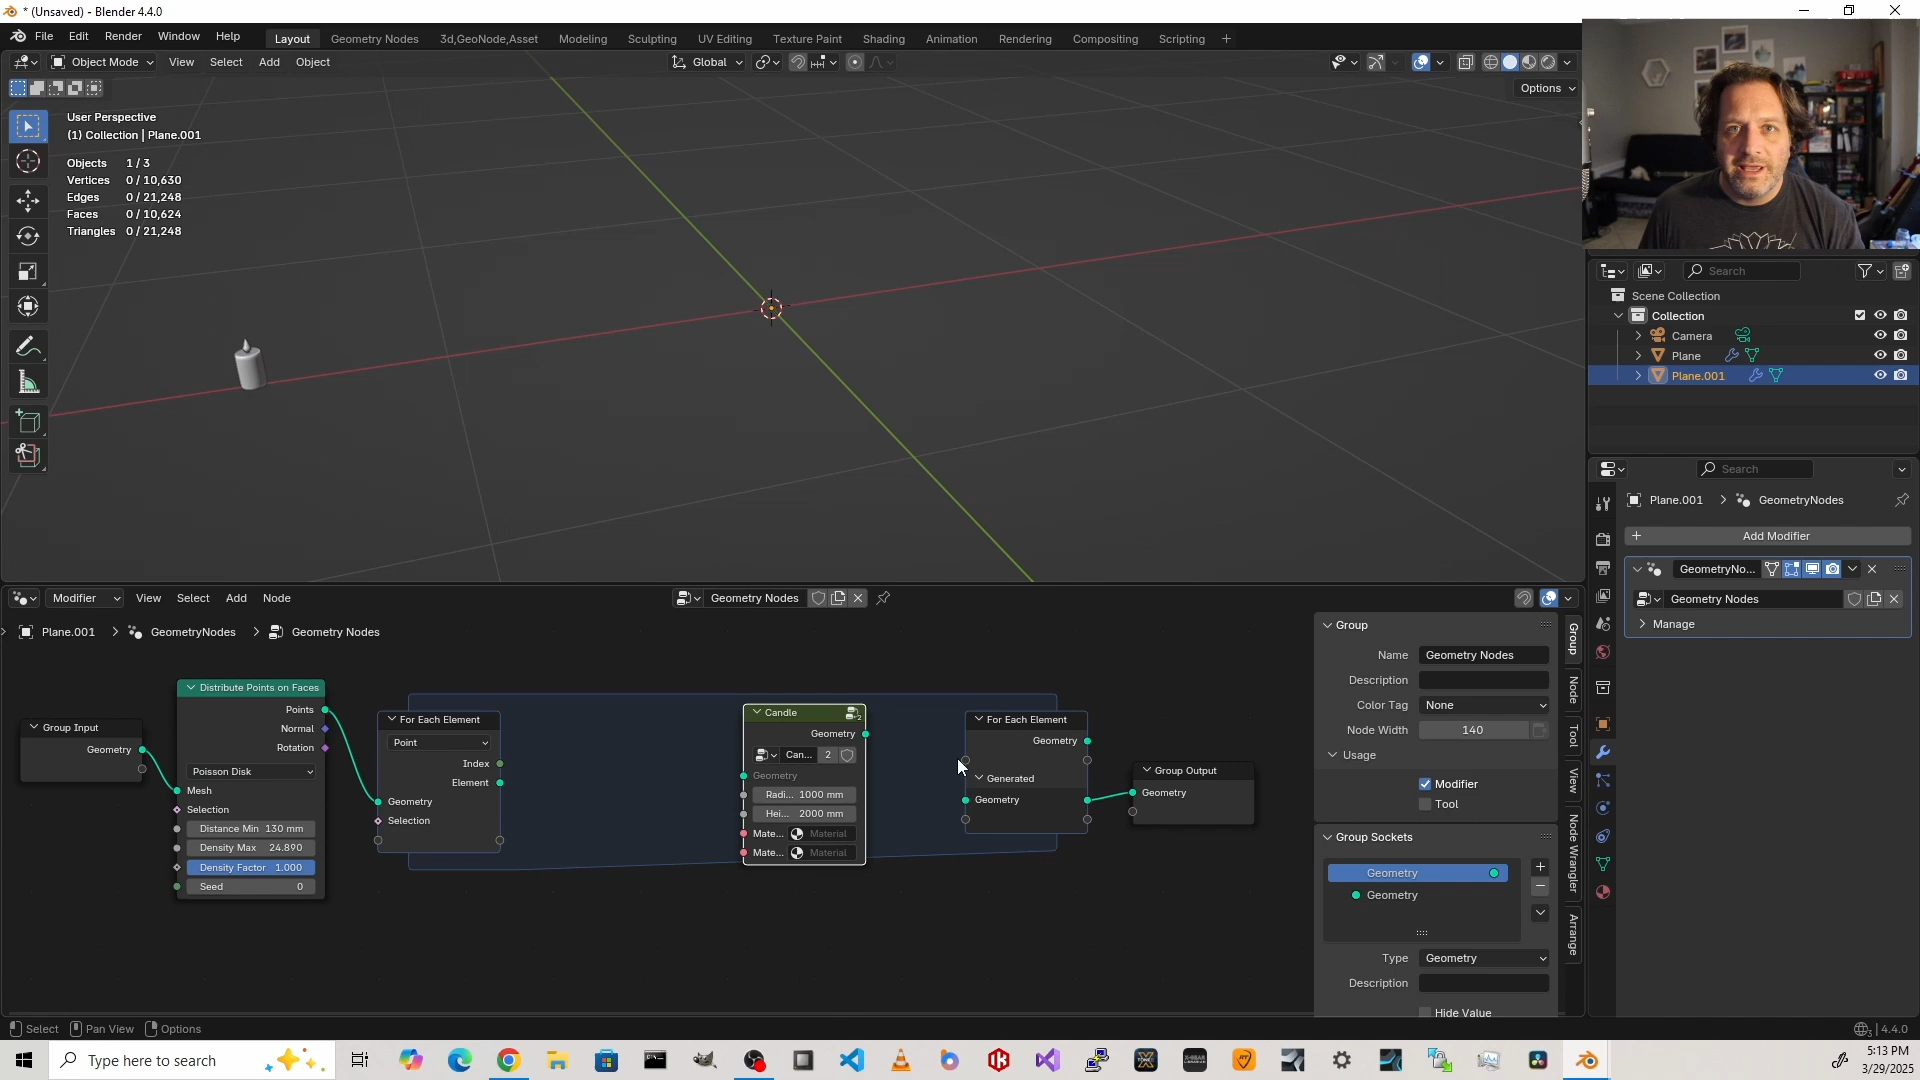 * (Unsaved) - Blender 4.4.0
File Edit Render Window Help
Layout Geometry Nodes 3d,GeoNode,Asset Modeling Sculpting UV Editing Texture Paint Shading Animation Rendering Compositing Scripting +
Object Mode View Select Add Object Global
Options
User Perspective
(1) Collection | Plane.001
Objects 1 / 3
Vertices 0 / 10,630
Edges 0 / 21,248
Faces 0 / 10,624
Triangles 0 / 21,248
Search
Scene Collection
Collection
Camera
Plane
Plane.001
Search
Plane.001 > GeometryNodes
+ Add Modifier
GeometryNo...
Geometry Nodes
Manage
Modifier View Select Add Node Geometry Nodes
Plane.001 > GeometryNodes > Geometry Nodes
Group Input
Geometry
Distribute Points on Faces
Points
Normal
Rotation
Poisson Disk
Mesh
Selection
Distance Min 130 mm
Density Max 24.890
Density Factor 1.000
Seed 0
For Each Element
Point
Index
Element
Geometry
Selection
Candle
Geometry
Can... 2
Geometry
Radi... 1000 mm
Hei... 2000 mm
Mate... Material
Mate... Material
For Each Element
Geometry
Generated
Geometry
Group Output
Geometry
Group
Name Geometry Nodes
Description
Color Tag None
Node Width 140
Usage
Modifier
Tool
Group Sockets
Geometry
Geometry
Type Geometry
Description
Hide Value
Group
Node
Tool
View
Node Wrangler
Arrange
Select Pan View Options
4.4.0
Type here to search
5:13 PM
3/29/2025